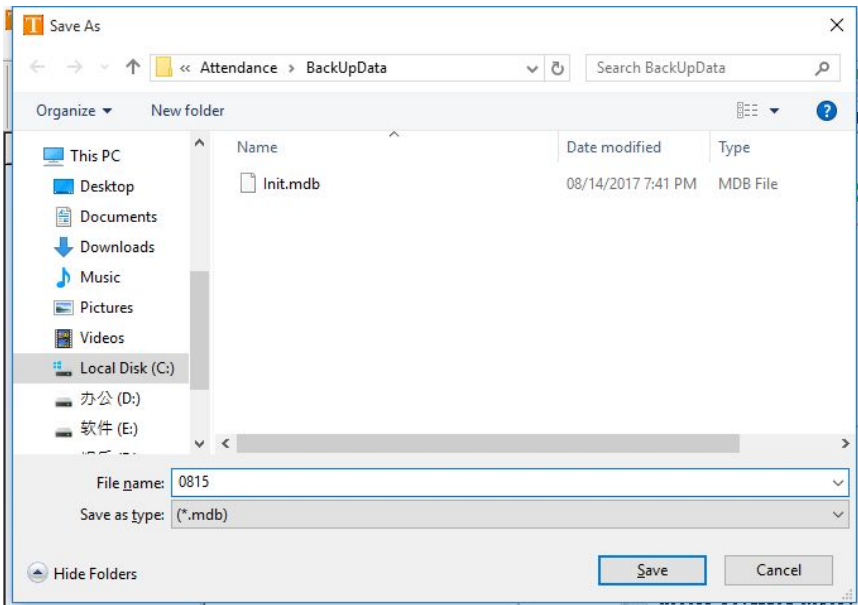 Save As
« Attendance > BackUpData
Search BackUpData
Organize
New folder
Name
Date modified
Type
This PC
Desktop
Documents
Downloads
Music
Pictures
Videos
Local Disk (C:)
办公 (D:)
软件 (E:)
Init.mdb
08/14/2017 7:41 PM
MDB File
File name: 0815
Save as type: (*.mdb)
Hide Folders
Save
Cancel